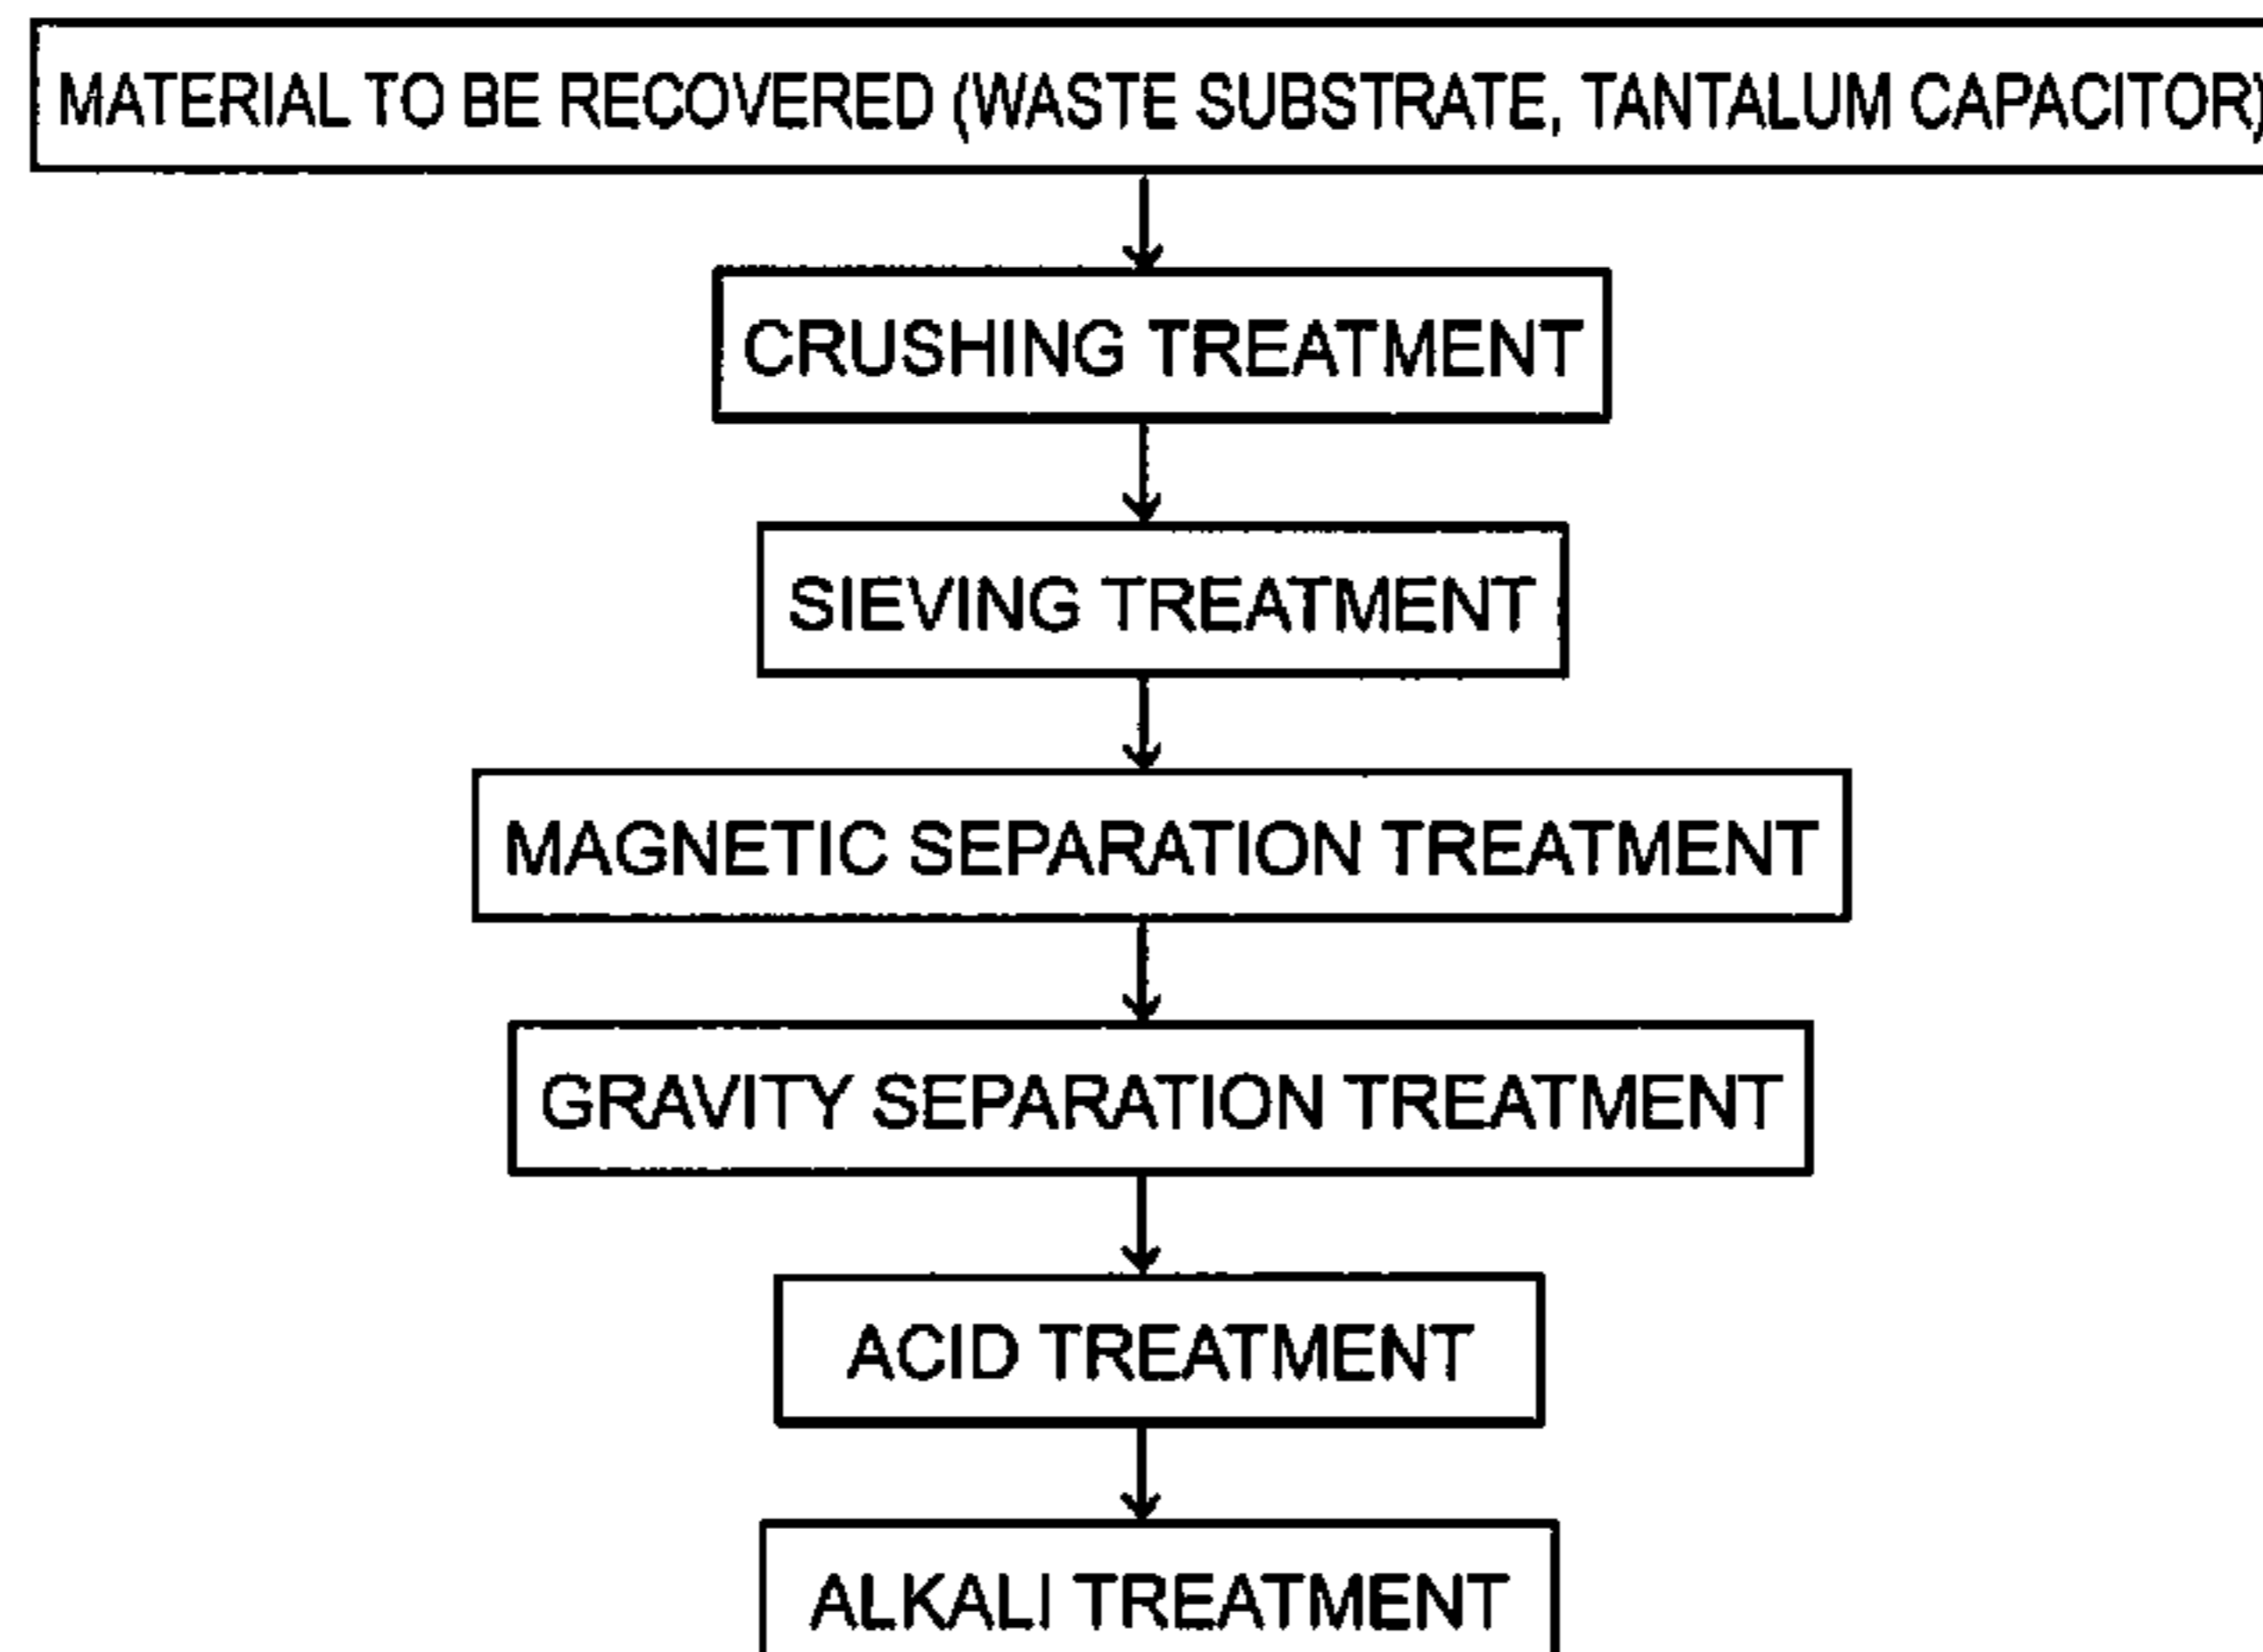 MATERIAL TO BE RECOVERED (WASTE SUBSTRATE, TANTALUM CAPACITOR)
CRUSHING TREATMENT
SIEVING TREATMENT
MAGNETIC SEPARATION TREATMENT
GRAVITY SEPARATION TREATMENT
ACID TREATMENT
ALKALI TREATMENT